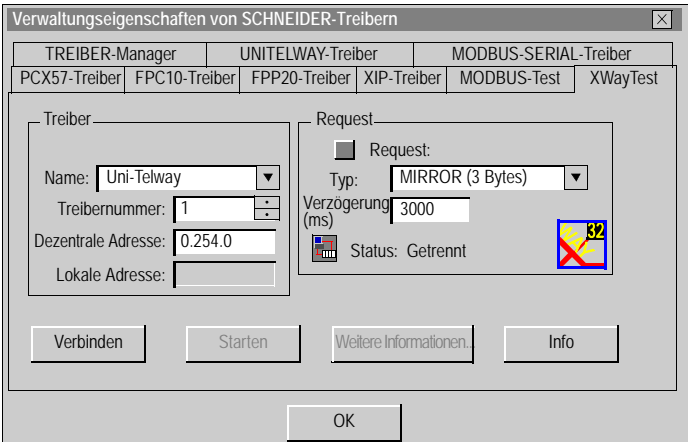 Verwaltungseigenschaften von SCHNEIDER-Treibern
TREIBER-Manager UNITELWAY-Treiber MODBUS-SERIAL-Treiber
PCX57-Treiber FPC10-Treiber FPP20-Treiber XIP-Treiber MODBUS-Test XWayTest
Treiber
Name: Uni-Telway
Treibernummer: 1
Dezentrale Adresse: 0.254.0
Lokale Adresse:
Request
Request:
Typ: MIRROR (3 Bytes)
Verzögerung
(ms) 3000
Status: Getrennt
32
WAY
Verbinden Starten Weitere Informationen... Info
OK